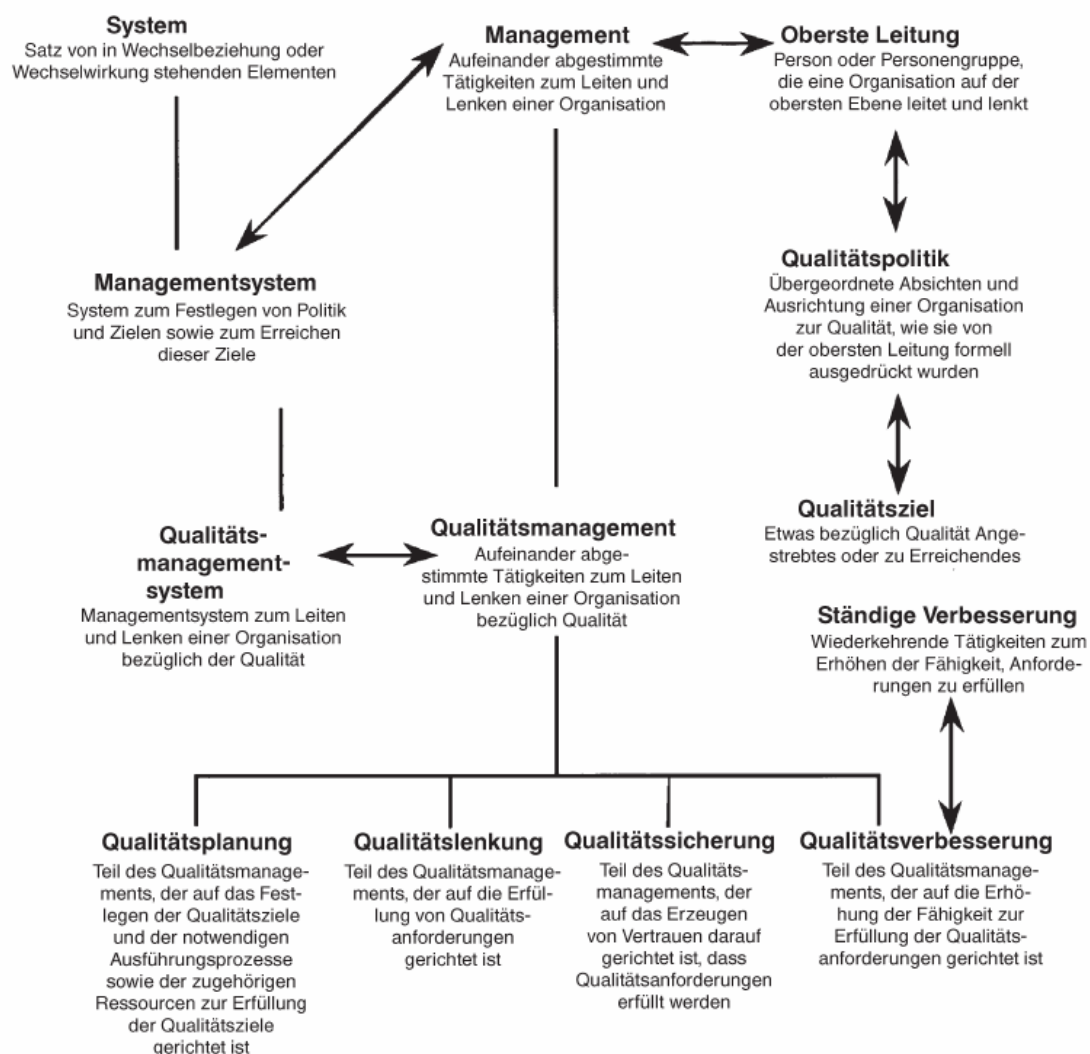 System
Satz von in Wechselbeziehung oder
Wechselwirkung stehenden Elementen
Management
Aufeinander abgestimmte
Tätigkeiten zum Leiten und
Lenken einer Organisation
Oberste Leitung
Person oder Personengruppe,
die eine Organisation auf der
obersten Ebene leitet und lenkt
Managementsystem
System zum Festlegen von Politik
und Zielen sowie zum Erreichen
dieser Ziele
Qualitätspolitik
Übergeordnete Absichten und
Ausrichtung einer Organisation
zur Qualität, wie sie von
der obersten Leitung formell
ausgedrückt wurden
Qualitäts-
management-
system
Managementsystem zum Leiten
und Lenken einer Organisation
bezüglich der Qualität
Qualitätsmanagement
Aufeinander abge-
stimmte Tätigkeiten zum Leiten
und Lenken einer Organisation
bezüglich Qualität
Qualitätsziel
Etwas bezüglich Qualität Ange-
strebtes oder zu Erreichendes
Ständige Verbesserung
Wiederkehrende Tätigkeiten zum
Erhöhen der Fähigkeit, Anforde-
rungen zu erfüllen
Qualitätsplanung
Teil des Qualitätsmanage-
ments, der auf das Fest-
legen der Qualitätsziele
und der notwendigen
Ausführungsprozesse
sowie der zugehörigen
Ressourcen zur Erfüllung
der Qualitätsziele
gerichtet ist
Qualitätslenkung
Teil des Qualitätsmanage-
ments, der auf die Erfül-
lung von Qualitäts-
anforderungen
gerichtet ist
Qualitätssicherung
Teil des Qualitäts-
managements, der
auf das Erzeugen
von Vertrauen darauf
gerichtet ist, dass
Qualitätsanforderungen
erfüllt werden
Qualitätsverbesserung
Teil des Qualitätsmanage-
ments, der auf die Erhö-
hung der Fähigkeit zur
Erfüllung der Qualitäts-
anforderungen gerichtet ist